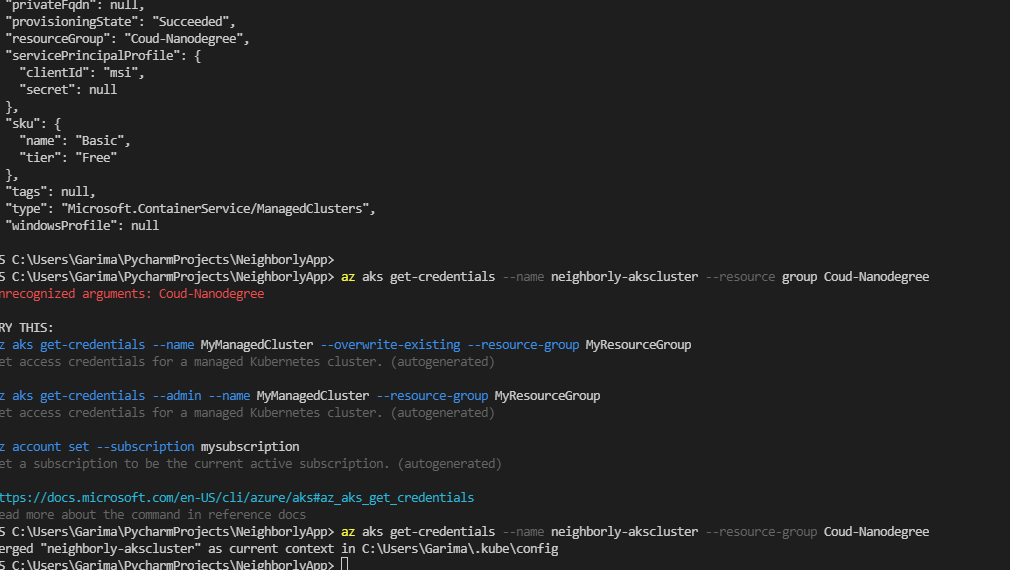 "privateFqdn": null,
"provisioningState": "Succeeded",
"resourceGroup": "Coud-Nanodegree",
"servicePrincipalProfile": {
"clientId": "msi",
"secret": null
},
"sku": {
"name": "Basic",
"tier": "Free"
},
"tags": null,
"type": "Microsoft.ContainerService/ManagedClusters",
"windowsProfile": null
S C:\Users\Garima\PycharmProjects\NeighborlyApp>
S C:\Users\Garima\PycharmProjects\NeighborlyApp> az aks get-credentials --name neighborly-akscluster --resource group Coud-Nanodegree
nrecognized arguments: Coud-Nanodegree
RY THIS:
z aks get-credentials --name MyManagedCluster --overwrite-existing --resource-group MyResourceGroup
et access credentials for a managed Kubernetes cluster. (autogenerated)
z aks get-credentials --admin --name MyManagedCluster --resource-group MyResourceGroup
et access credentials for a managed Kubernetes cluster. (autogenerated)
z account set --subscription mysubscription
et a subscription to be the current active subscription. (autogenerated)
ttps://docs.microsoft.com/en-US/cli/azure/aks#az_aks_get_credentials
ead more about the command in reference docs
S C:\Users\Garima\PycharmProjects\NeighborlyApp> az aks get-credentials --name neighborly-akscluster --resource-group Coud-Nanodegree
erged "neighborly-akscluster" as current context in C:\Users\Garima\.kube\config
S C:\Users\Garima\PycharmProjects\NeighborlyApp>